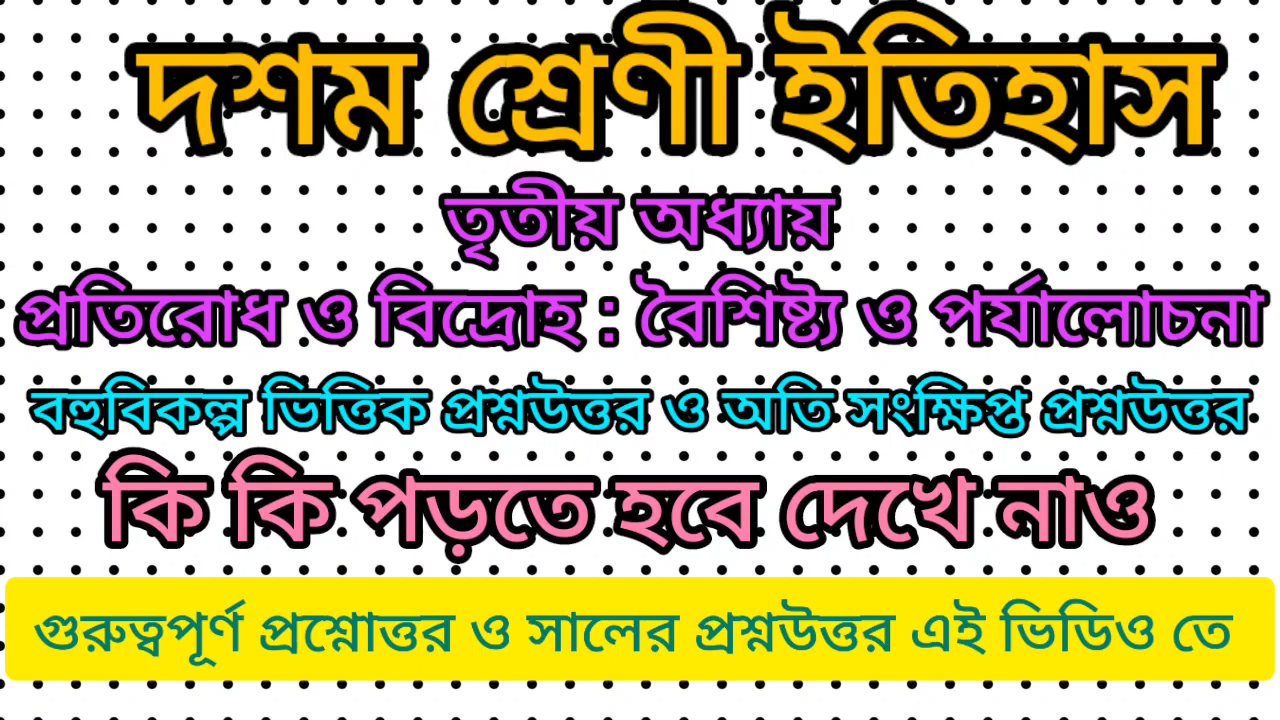 দশম শ্রেণী ইতিহাস
তৃতীয় অধ্যায়
প্রতিরোধ ও বিদ্রোহ : বৈশিষ্ট্য ও পর্যালোচনা
বহুবিকল্প ভিত্তিক প্রশ্নউত্তর ও অতি সংক্ষিপ্ত প্রশ্নউত্তর
কি কি পড়তে হবে দেখে নাও
গুরুত্বপূর্ণ প্রশ্নোত্তর ও সালের প্রশ্নউত্তর এই ভিডিও তে